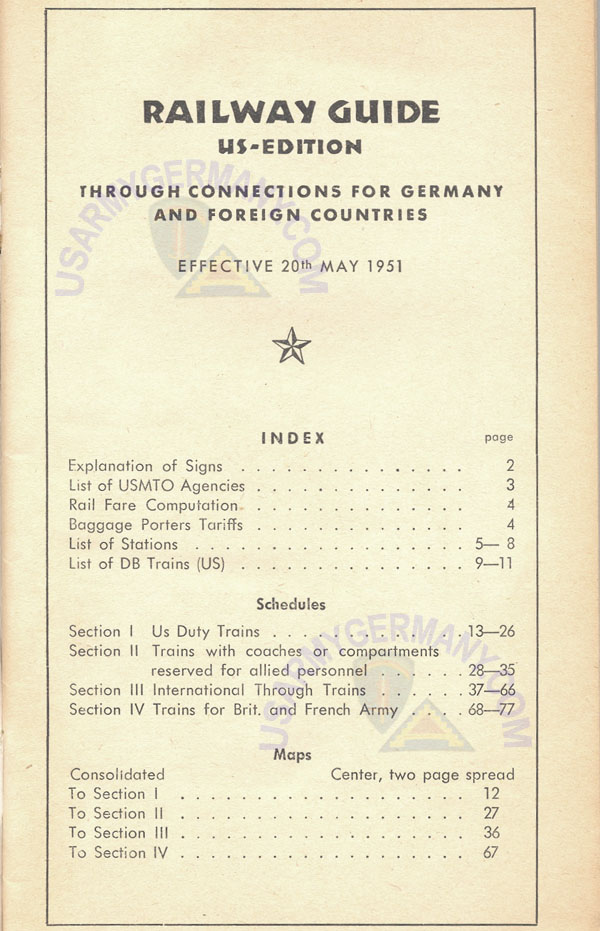 RAILWAY GUIDE
US-EDITION
THROUGH CONNECTIONS FOR GERMANY
AND FOREIGN COUNTRIES
USARMYGERMANY.COM
EFFECTIVE 20th MAY 1951
INDEX page
Explanation of Signs . . . . . . . . . . . . . . . 2
List of USMTO Agencies . . . . . . . . . . . . . . 3
Rail Fare Computation . . . . . . . . . . . . . . 4
Baggage Porters Tariffs . . . . . . . . . . . . . . 4
List of Stations . . . . . . . . . . . . . . . . . 5— 8
List of DB Trains (US) . . . . . . . . . . . . . . 9—11
Schedules
Section I Us Duty Trains . . . . . . . . . . . . . 13—26
Section II Trains with coaches or compartments
reserved for allied personnel . . . . . . 28—35
Section III International Through Trains . . . . . . 37—66
Section IV Trains for Brit. and French Army . . . . 68—77
USARMYGERMANY.COM
Maps
Consolidated Center, two page spread
To Section I . . . . . . . . . . . . . . . . . . 12
To Section II . . . . . . . . . . . . . . . . . . 27
To Section III . . . . . . . . . . . . . . . . . . 36
To Section IV . . . . . . . . . . . . . . . . . . 67